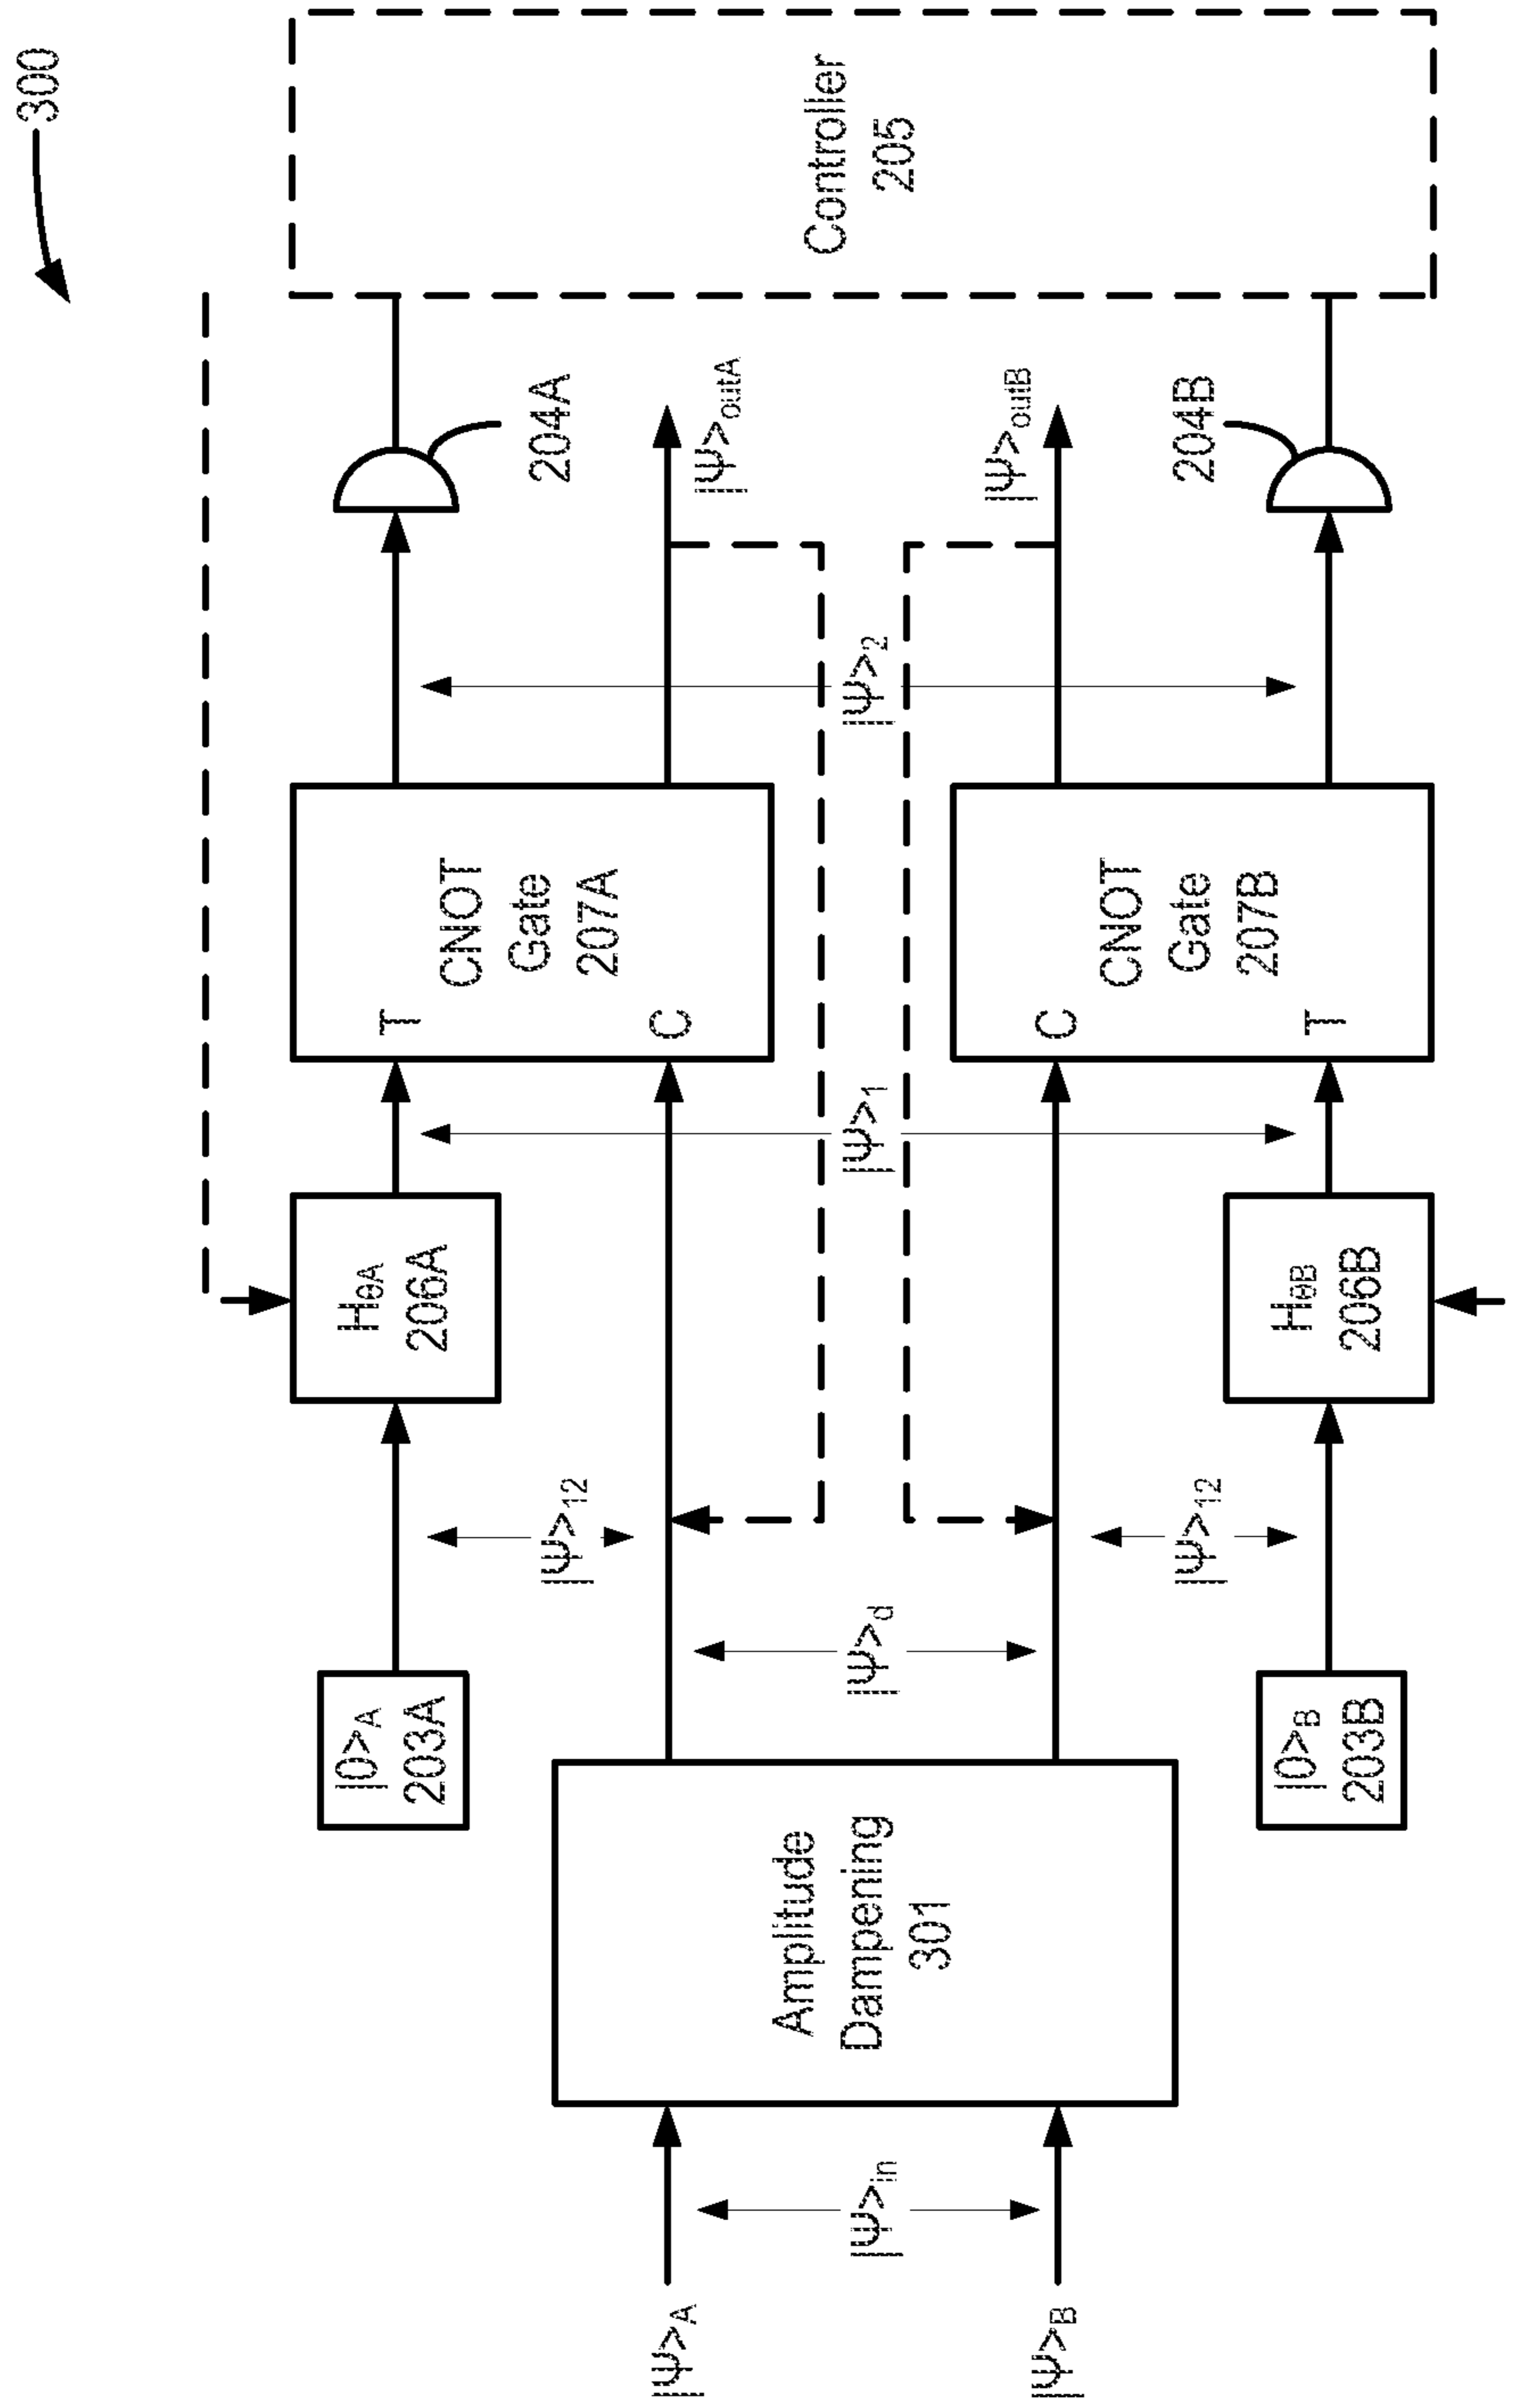 300
|Ψ>A
|Ψ>B
|Ψ>in
Amplitude
Dampening
301
|0>A
203A
|0>B
203B
|Ψ>d
|Ψ>12
|Ψ>12
HθA
206A
HθB
206B
|Ψ>1
T
C
CNOT
Gate
207A
C
T
CNOT
Gate
207B
|Ψ>2
204A
|Ψ>outA
|Ψ>outB
204B
Controller
205